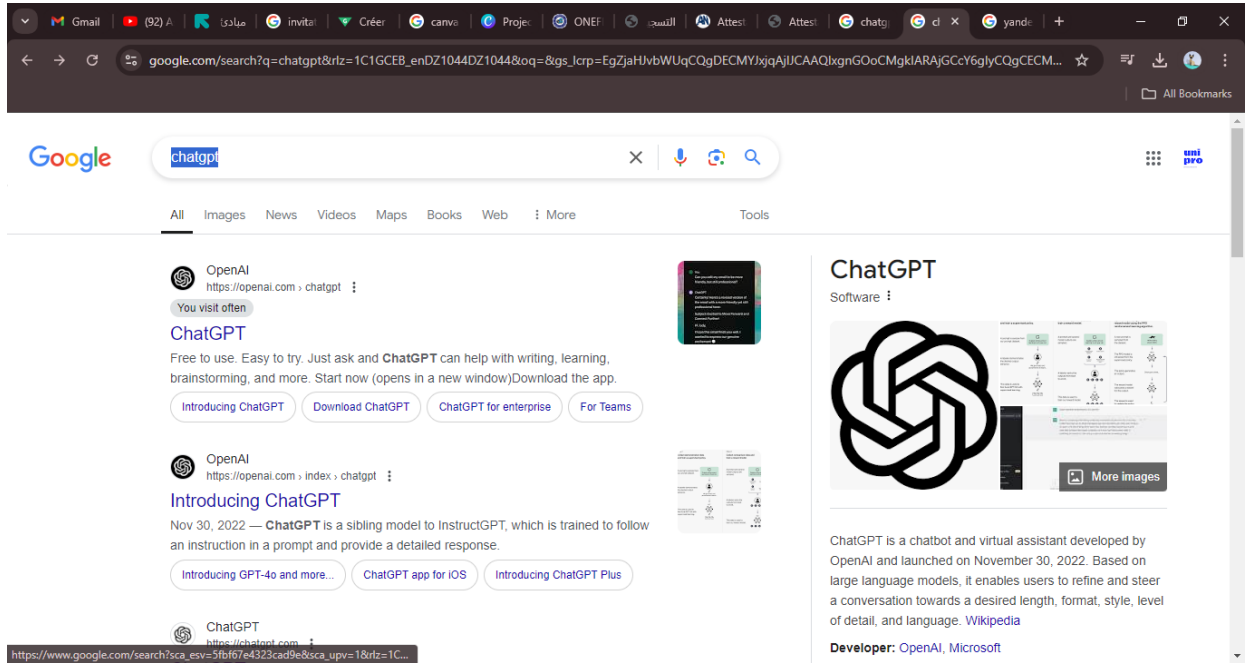 Gmail
(92) A
مبادئ
invitat
Créer
canva
Projec
ONEF
التسجـ
Attest
Attest
chatg
cl
yande
google.com/search?q=chatgpt&rlz=1C1GCEB_enDZ1044DZ1044&oq=&gs_lcrp=EgZjaHJvbWUqCQgDECMYJxjqAjIJCAAQIxgnGOoCMgkIARAjGCcY6gIyCQgCECM...
All Bookmarks
Google
chatgpt
uni
pro
All Images News Videos Maps Books Web More Tools
OpenAI
https://openai.com › chatgpt
You visit often
ChatGPT
Free to use. Easy to try. Just ask and ChatGPT can help with writing, learning,
brainstorming, and more. Start now (opens in a new window)Download the app.
Introducing ChatGPT Download ChatGPT ChatGPT for enterprise For Teams
OpenAI
https://openai.com › index › chatgpt
Introducing ChatGPT
Nov 30, 2022 — ChatGPT is a sibling model to InstructGPT, which is trained to follow
an instruction in a prompt and provide a detailed response.
Introducing GPT-4o and more... ChatGPT app for iOS Introducing ChatGPT Plus
ChatGPT
https://chatgpt.com
https://www.google.com/search?sca_esv=5fbf67e4323cad9e&sca_upv=1&rlz=1C...
ChatGPT
Software
More images
ChatGPT is a chatbot and virtual assistant developed by
OpenAI and launched on November 30, 2022. Based on
large language models, it enables users to refine and steer
a conversation towards a desired length, format, style, level
of detail, and language. Wikipedia
Developer: OpenAI, Microsoft